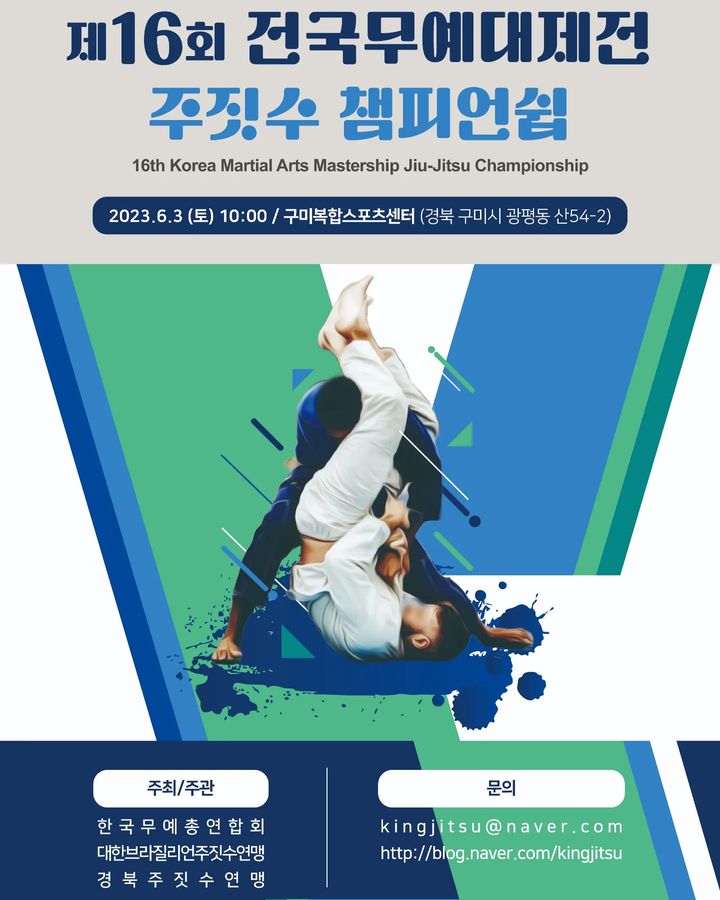 제16회 전국무예대제전
주짓수 챔피언쉽
16th Korea Martial Arts Mastership Jiu-Jitsu Championship
2023.6.3 (토) 10:00 / 구미복합스포츠센터 (경북 구미시 광평동 산54-2)
주최/주관
한국무예총연합회
대한브라질리언주짓수연맹
경북주짓수연맹
문의
kingjitsu@naver.com
http://blog.naver.com/kingjitsu